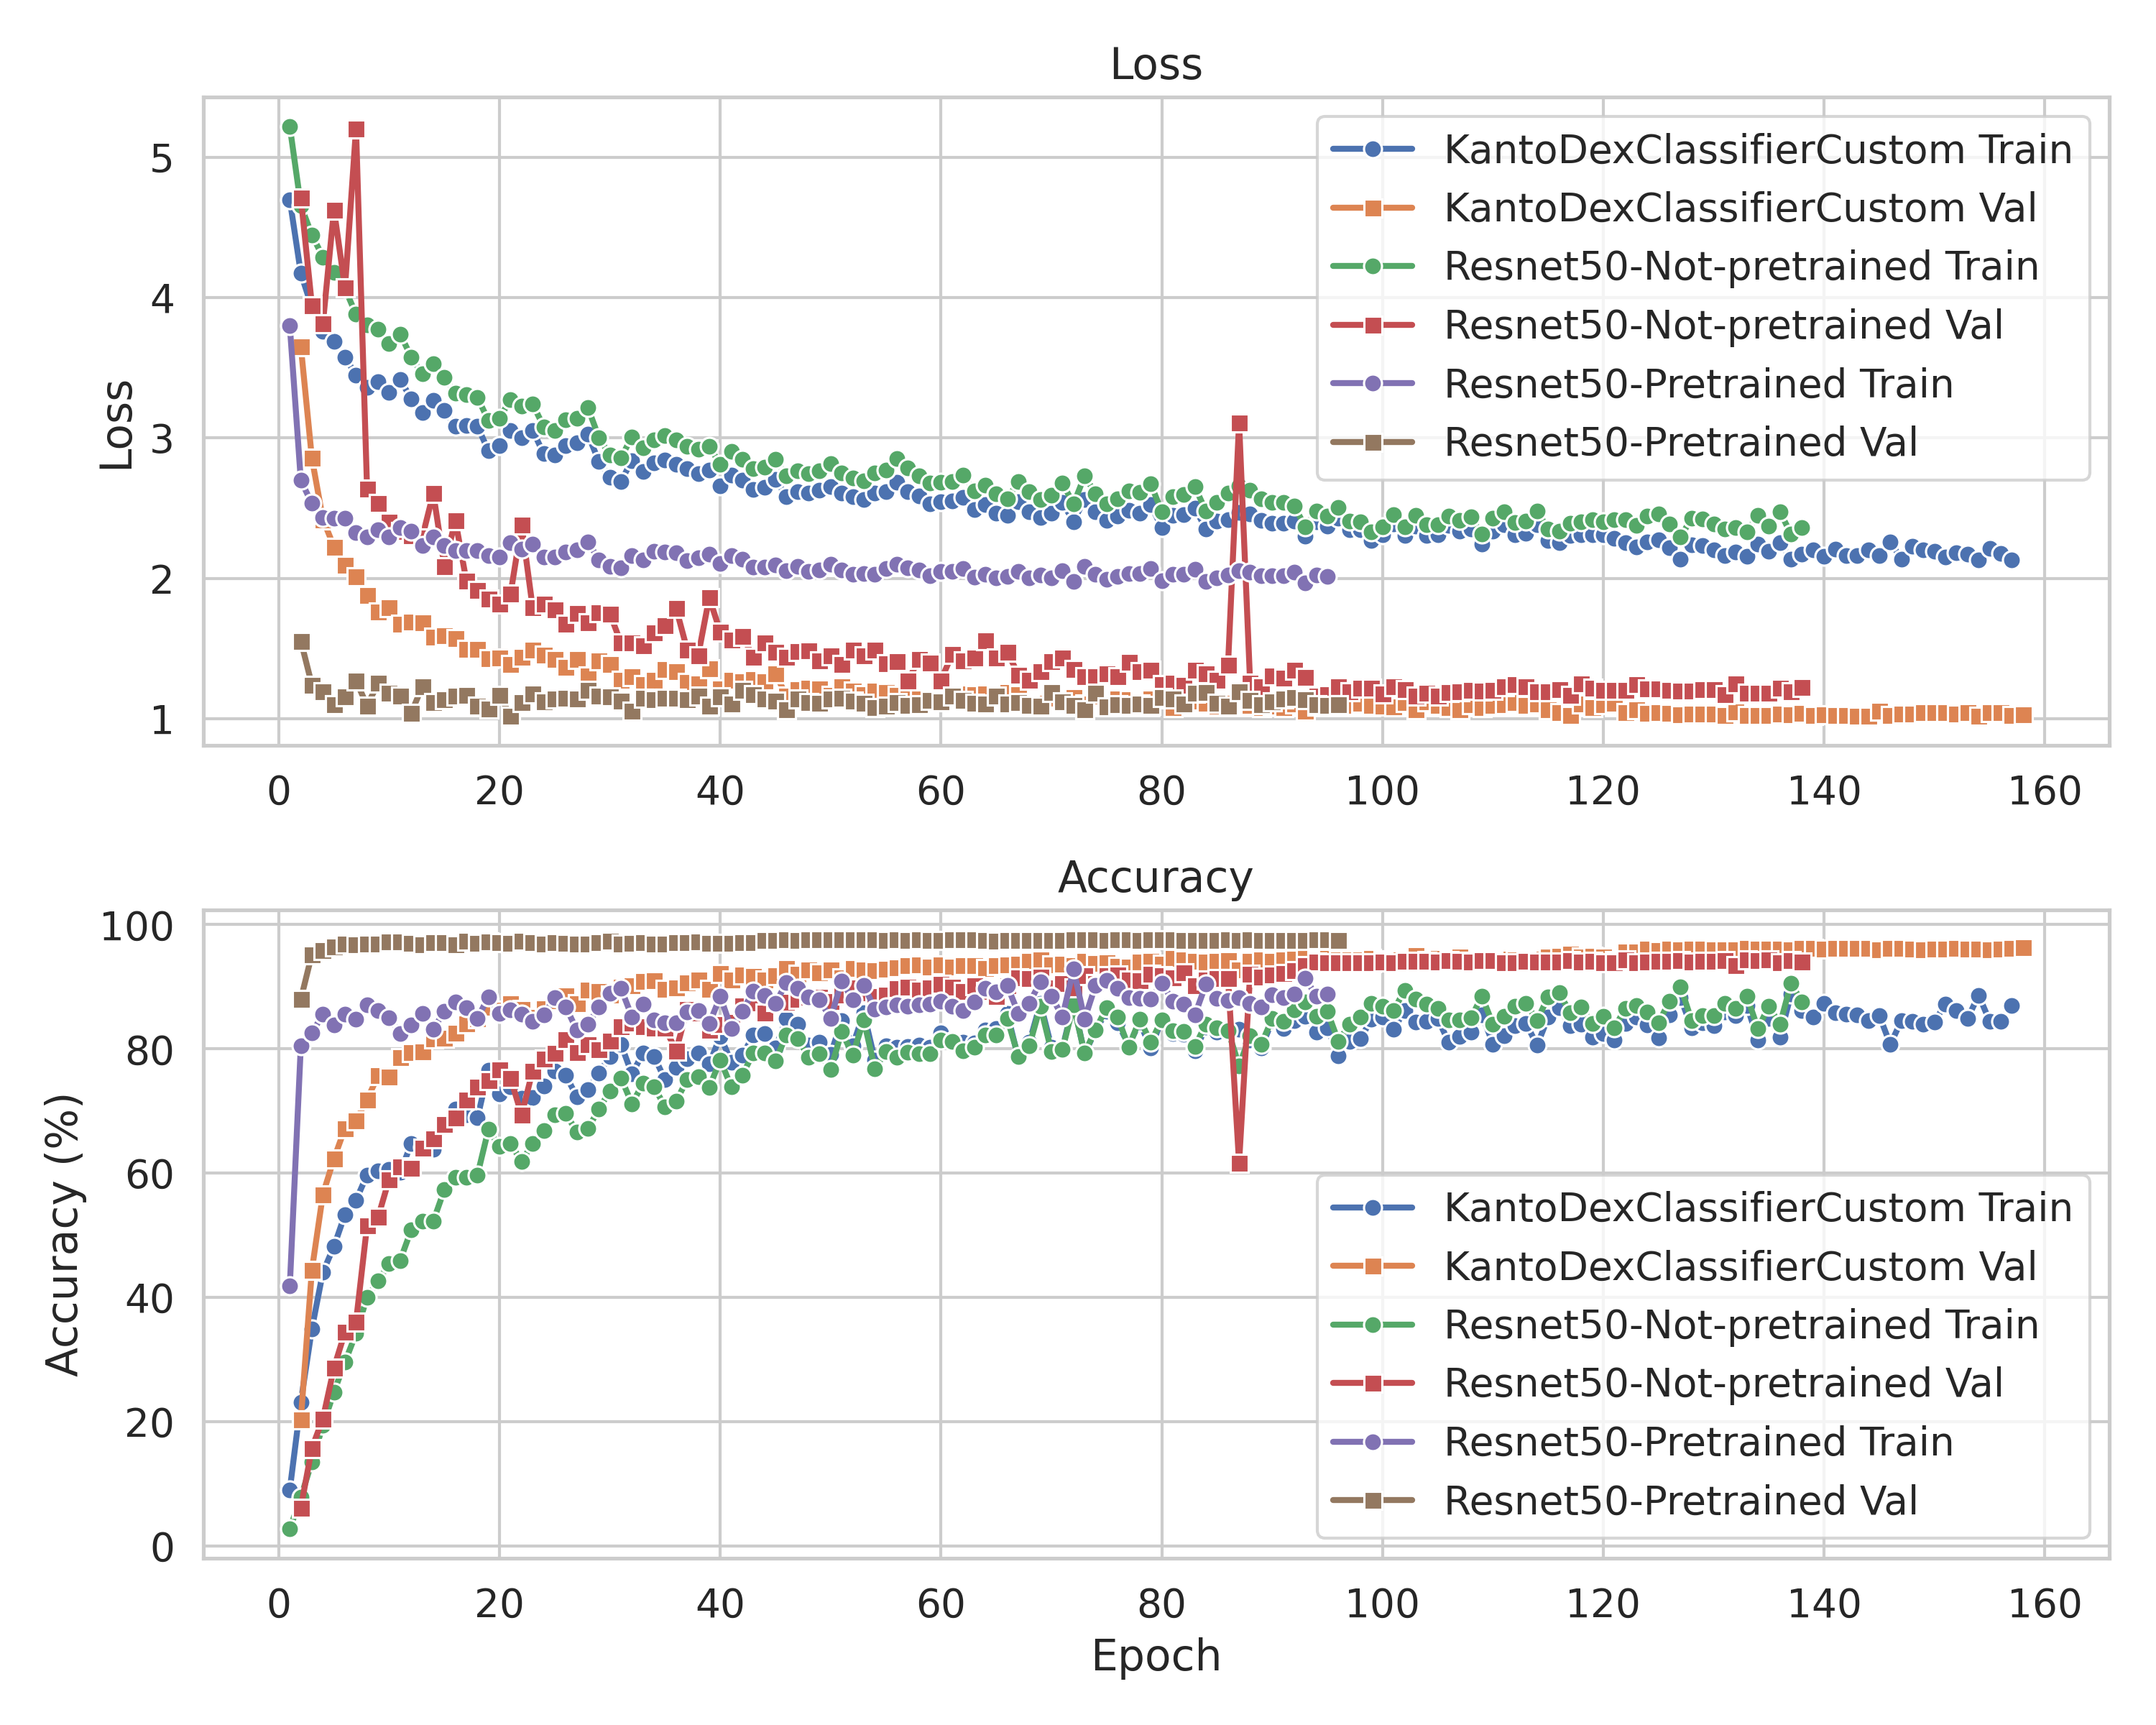 Loss
Loss
5
4
3
2
1
KantoDexClassifierCustom Train
KantoDexClassifierCustom Val
Resnet50-Not-pretrained Train
Resnet50-Not-pretrained Val
Resnet50-Pretrained Train
Resnet50-Pretrained Val
0 20 40 60 80 100 120 140 160
Accuracy
Accuracy (%)
100
80
60
40
20
0
KantoDexClassifierCustom Train
KantoDexClassifierCustom Val
Resnet50-Not-pretrained Train
Resnet50-Not-pretrained Val
Resnet50-Pretrained Train
Resnet50-Pretrained Val
0 20 40 60 80 100 120 140 160
Epoch